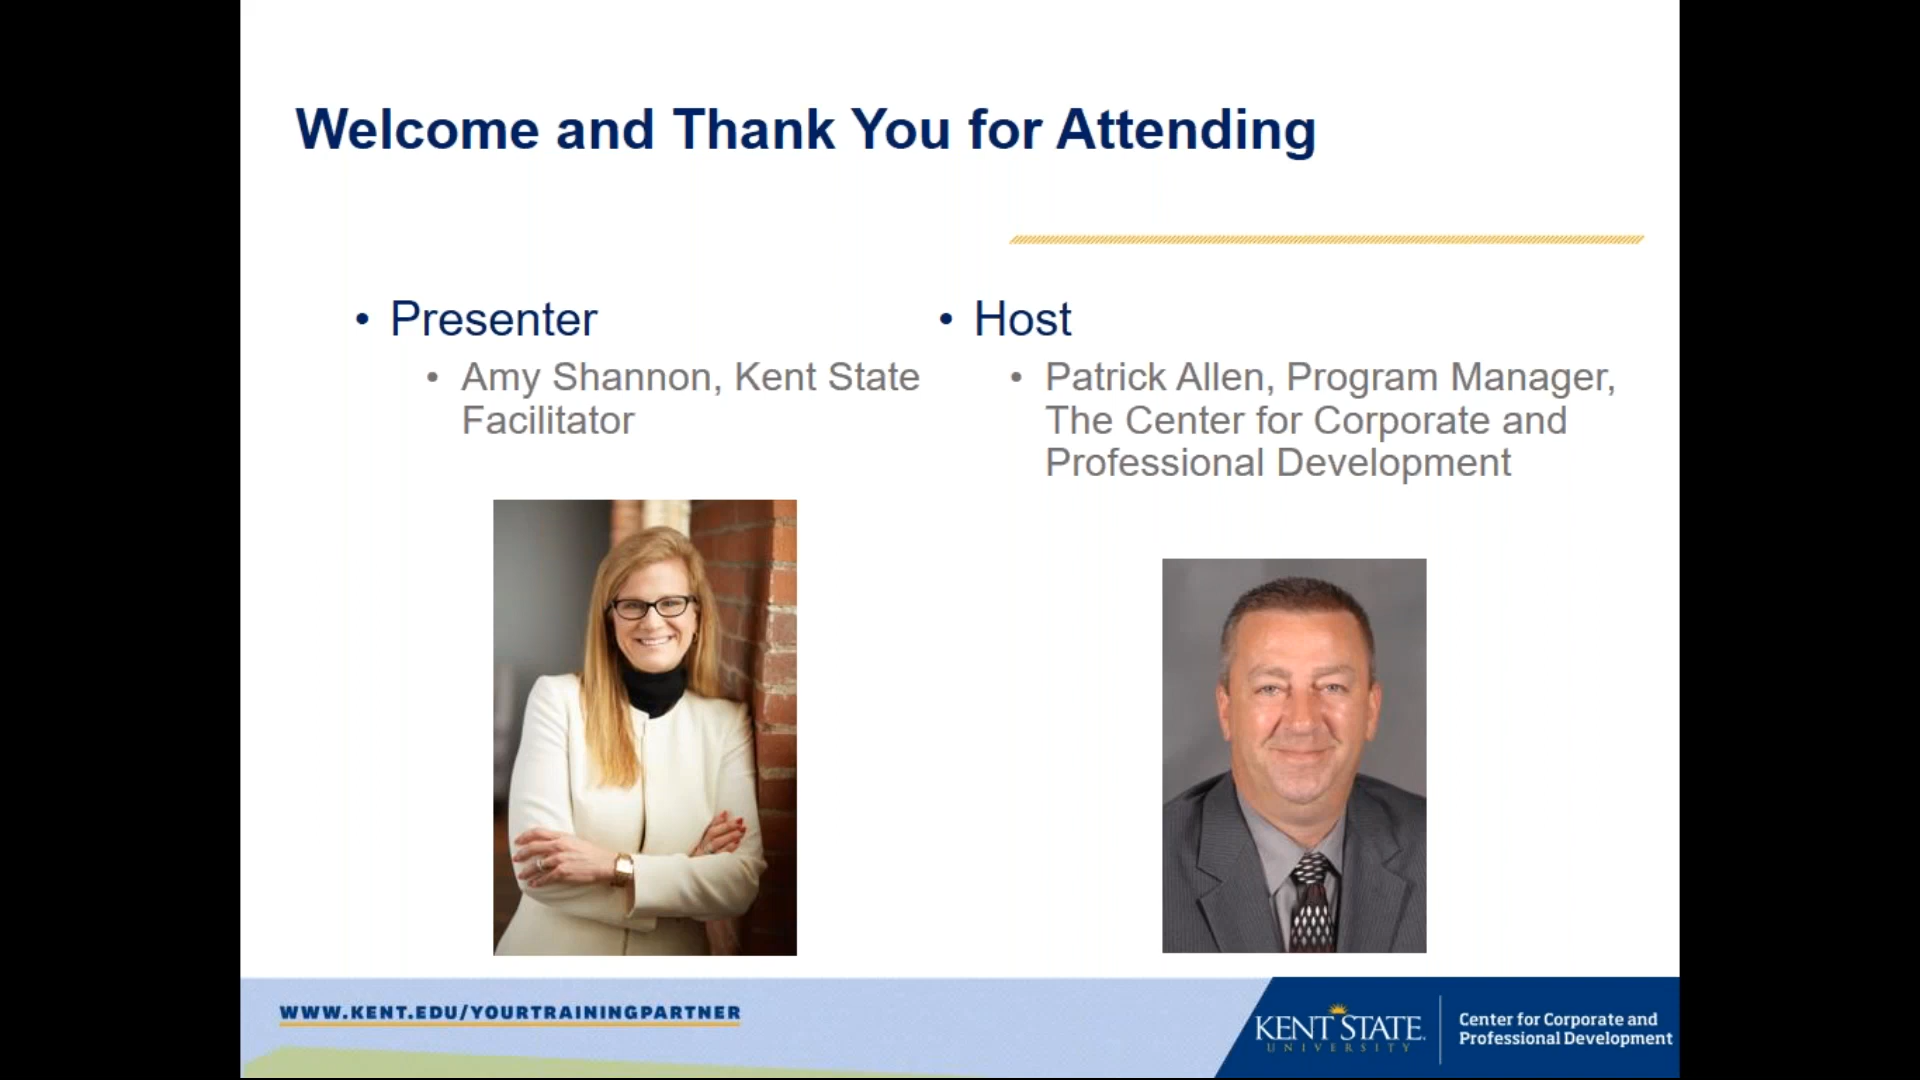 Welcome and Thank You for Attending
• Presenter
• Amy Shannon, Kent State
Facilitator
• Host
• Patrick Allen, Program Manager,
The Center for Corporate and
Professional Development
WWW.KENT.EDU/YOURTRAININGPARTNER
KENT STATE
UNIVERSITY
Center for Corporate and
Professional Development